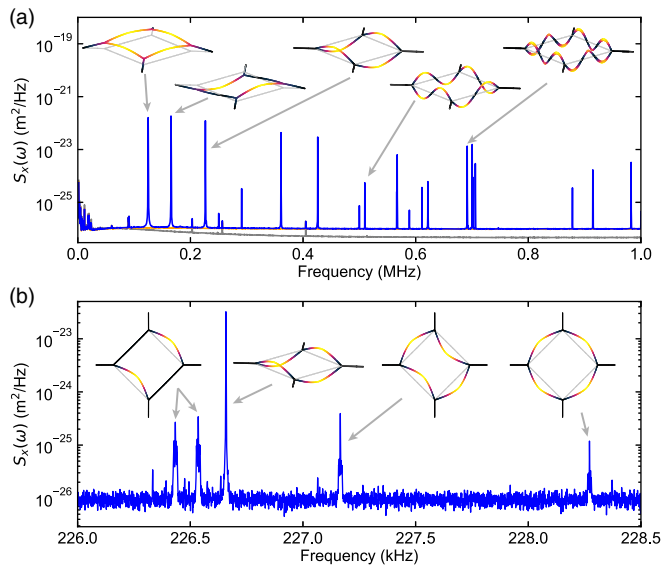 (a)
10⁻¹⁹
10⁻²¹
10⁻²³
10⁻²⁵
Sₓ(ω) (m²/Hz)
0.0 0.2 0.4 0.6 0.8 1.0
Frequency (MHz)
(b)
10⁻²³
10⁻²⁴
10⁻²⁵
10⁻²⁶
Sₓ(ω) (m²/Hz)
226.0 226.5 227.0 227.5 228.0 228.5
Frequency (kHz)